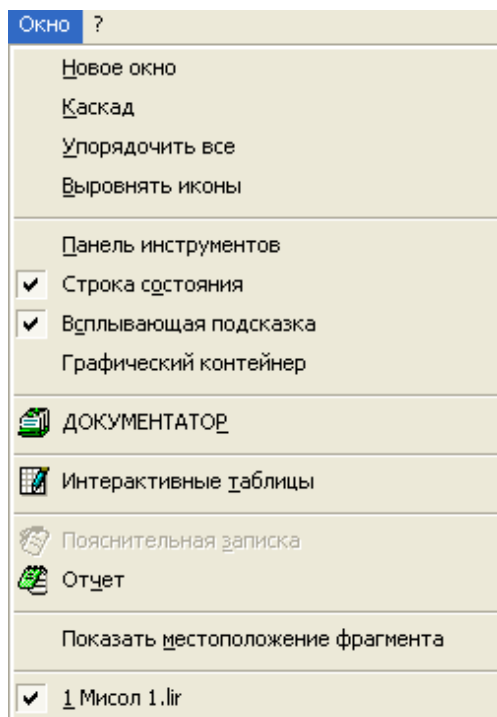 Окно ?
Новое окно
Каскад
Упорядочить все
Выровнять иконы
Панель инструментов
Строка состояния
Всплывающая подсказка
Графический контейнер
ДОКУМЕНТАТОР
Интерактивные таблицы
Пояснительная записка
Отчет
Показать местоположение фрагмента
1 Мисол 1.lir